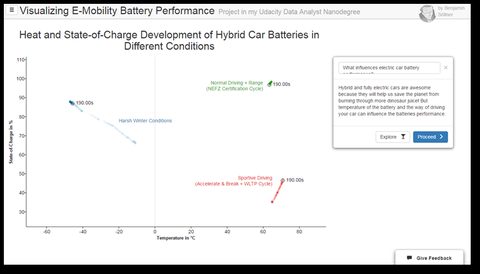 Visualizing E-Mobility Battery Performance Project in my Udacity Data Analyst Nanodegree
by Benjamin
Söllner
Heat and State-of-Charge Development of Hybrid Car Batteries in
Different Conditions
110
100
90
80
70
60
50
40
30
State-of-Charge in %
190.00s
Harsh Winter Conditions
Normal Driving + Range
(NEFZ Certification Cycle)
190.00s
Sportive Driving
(Accelerate & Break + WLTP Cycle)
190.00s
-60
-40
-20
0
20
40
60
80
Temperature in °C
What influences electric car battery
performance?
Hybrid and fully electric cars are awesome
because they will help us save the planet from
burning through more dinosaur juice! But
temperature of the battery and the way of driving
your car can influence the batteries performance.
Explore
Proceed
Give Feedback